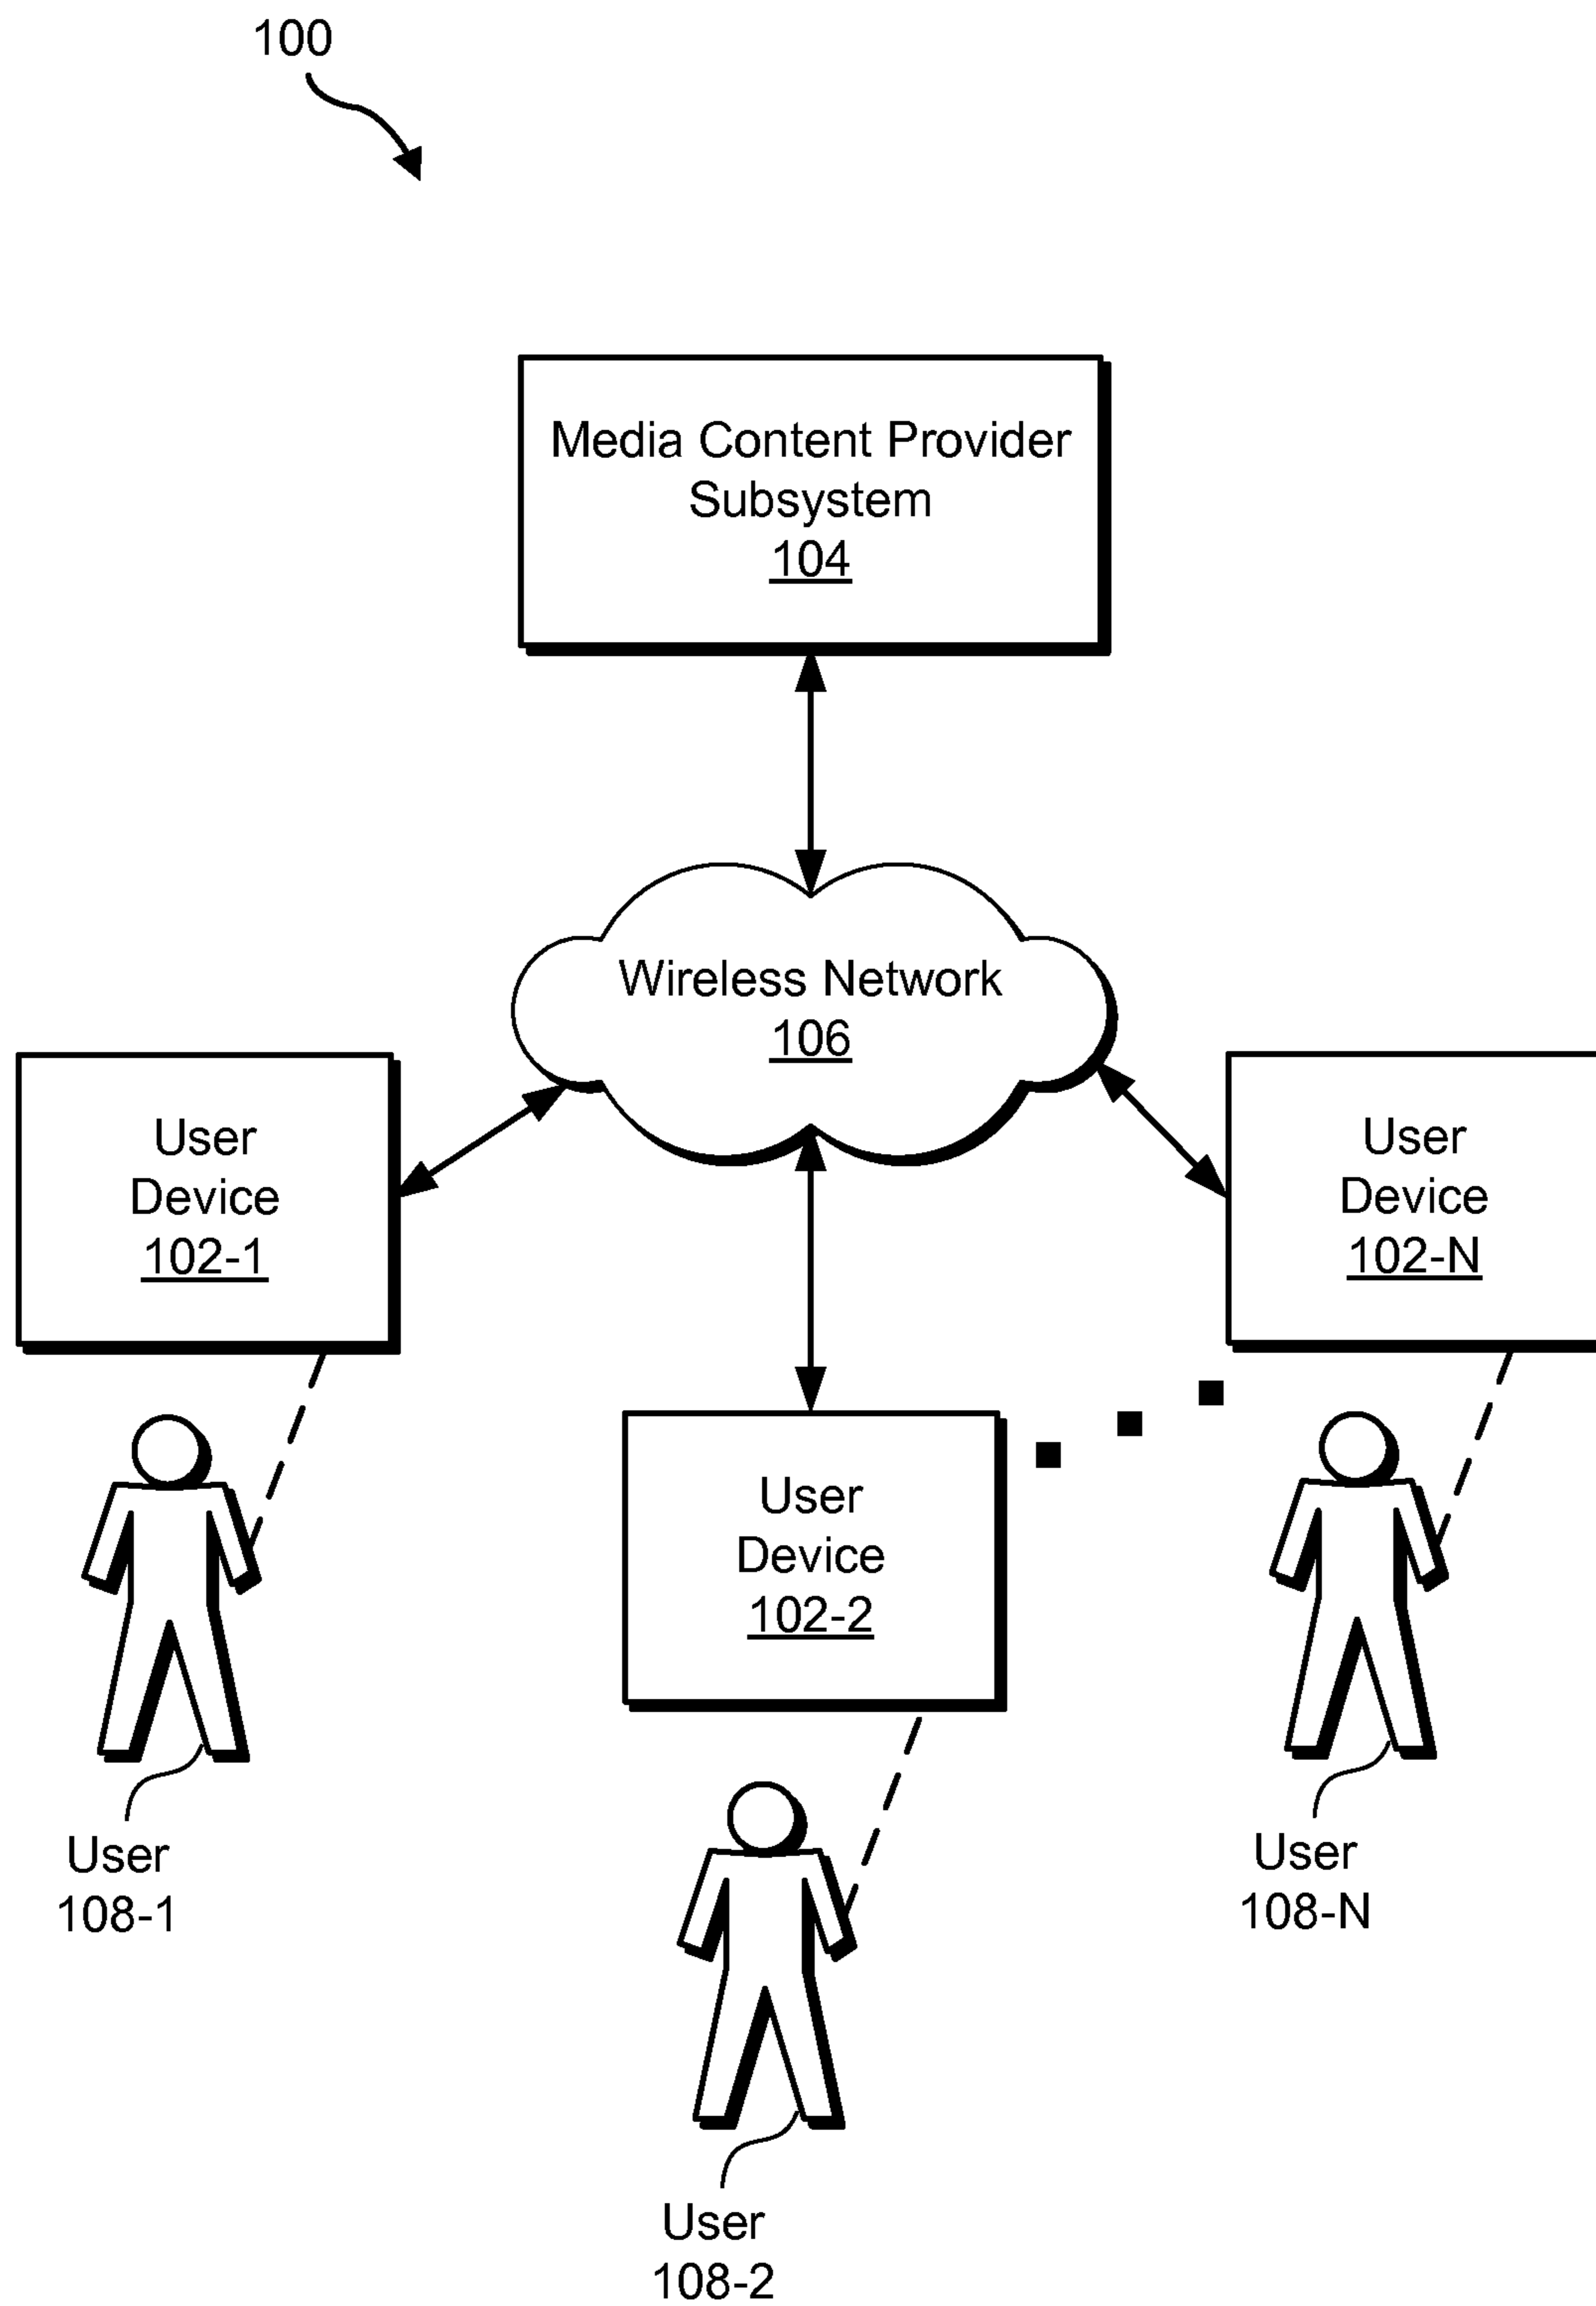 100
Media Content Provider
Subsystem
104
Wireless Network
106
User
Device
102-1
User
Device
102-N
User
Device
102-2
User
108-1
User
108-N
User
108-2